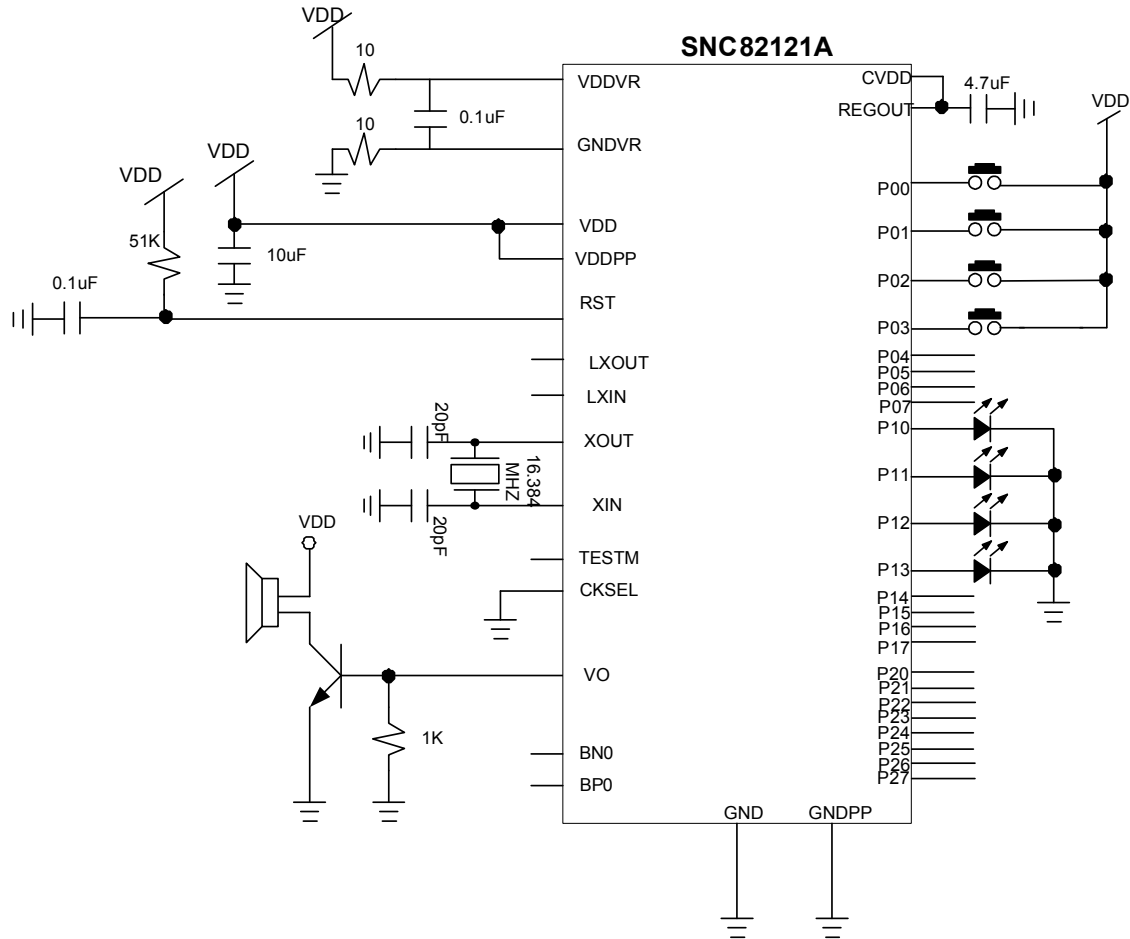 SNC82121A
VDD
10
VDDVR
0.1uF
10
GNDVR
VDD
VDD
VDD
10uF
VDDPP
51K
0.1uF
RST
LXOUT
LXIN
20pF
XOUT
16.384
MHZ
XIN
20pF
VDD
TESTM
CKSEL
VO
1K
BN0
BP0
GND
GNDPP
CVDD
4.7uF
REGOUT
VDD
P00
P01
P02
P03
P04
P05
P06
P07
P10
P11
P12
P13
P14
P15
P16
P17
P20
P21
P22
P23
P24
P25
P26
P27